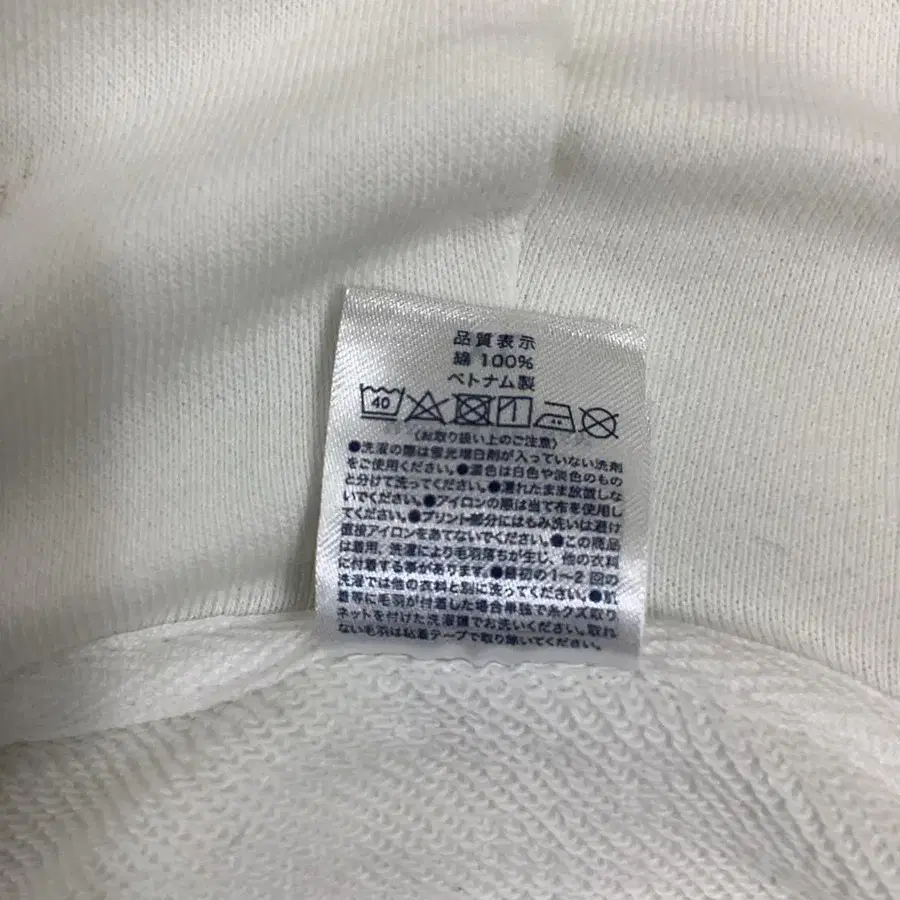 品質表示
綿 100%
ベトナム製
40
〈お取り扱い上のご注意〉
●洗濯の際は蛍光増白剤が入っていない洗剤
をご使用ください。●濃色は白色や淡色のもの
と分けて洗ってください。●濡れたまま放置しな
いでください。●アイロンの際は当て布を使用し
てください。●プリント部分にはもみ洗いは避け
直接アイロンをあてないでください。●この商品
は着用、洗濯により毛羽落ちが生じ、他の衣料
に付着する事があります。●最初の1~2 回の
洗濯では他の衣料と別に洗ってください。●肌
着等に毛羽が付着した場合単独で糸クズ取り
ネットを付けた洗濯機でお洗いください。取れ
ない毛羽は粘着テープで取り除いてください。